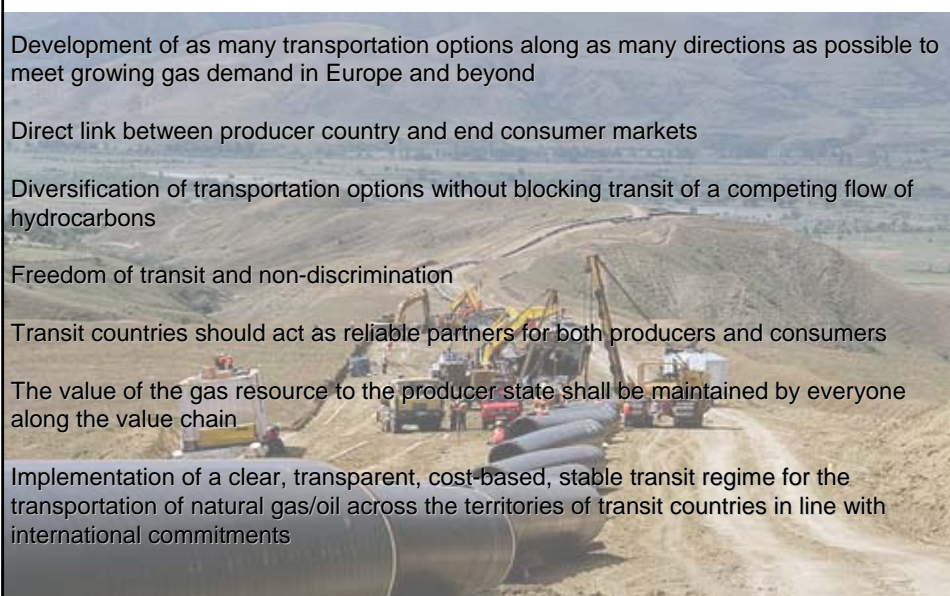 Development of as many transportation options along as many directions as possible to
meet growing gas demand in Europe and beyond
Direct link between producer country and end consumer markets
Diversification of transportation options without blocking transit of a competing flow of
hydrocarbons
Freedom of transit and non-discrimination
Transit countries should act as reliable partners for both producers and consumers
The value of the gas resource to the producer state shall be maintained by everyone
along the value chain
Implementation of a clear, transparent, cost-based, stable transit regime for the
transportation of natural gas/oil across the territories of transit countries in line with
international commitments